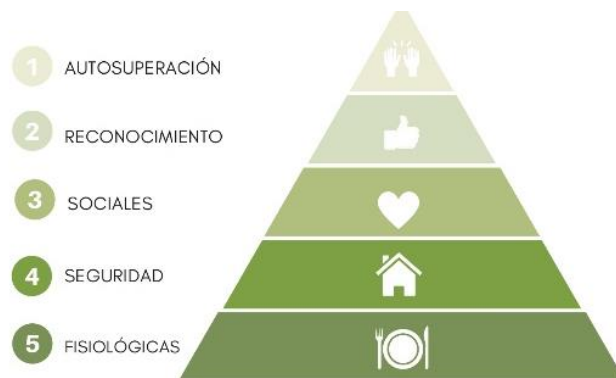 1 AUTOSUPERACIÓN
2 RECONOCIMIENTO
3 SOCIALES
4 SEGURIDAD
5 FISIOLÓGICAS